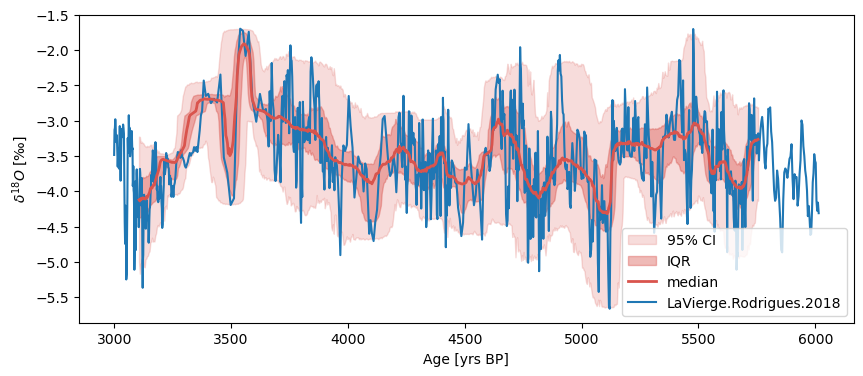 −1.5
−2.0
−2.5
−3.0
−3.5
−4.0
−4.5
−5.0
−5.5
δ¹⁸O [‰]
3000 3500 4000 4500 5000 5500 6000
Age [yrs BP]
95% CI
IQR
median
LaVierge.Rodrigues.2018